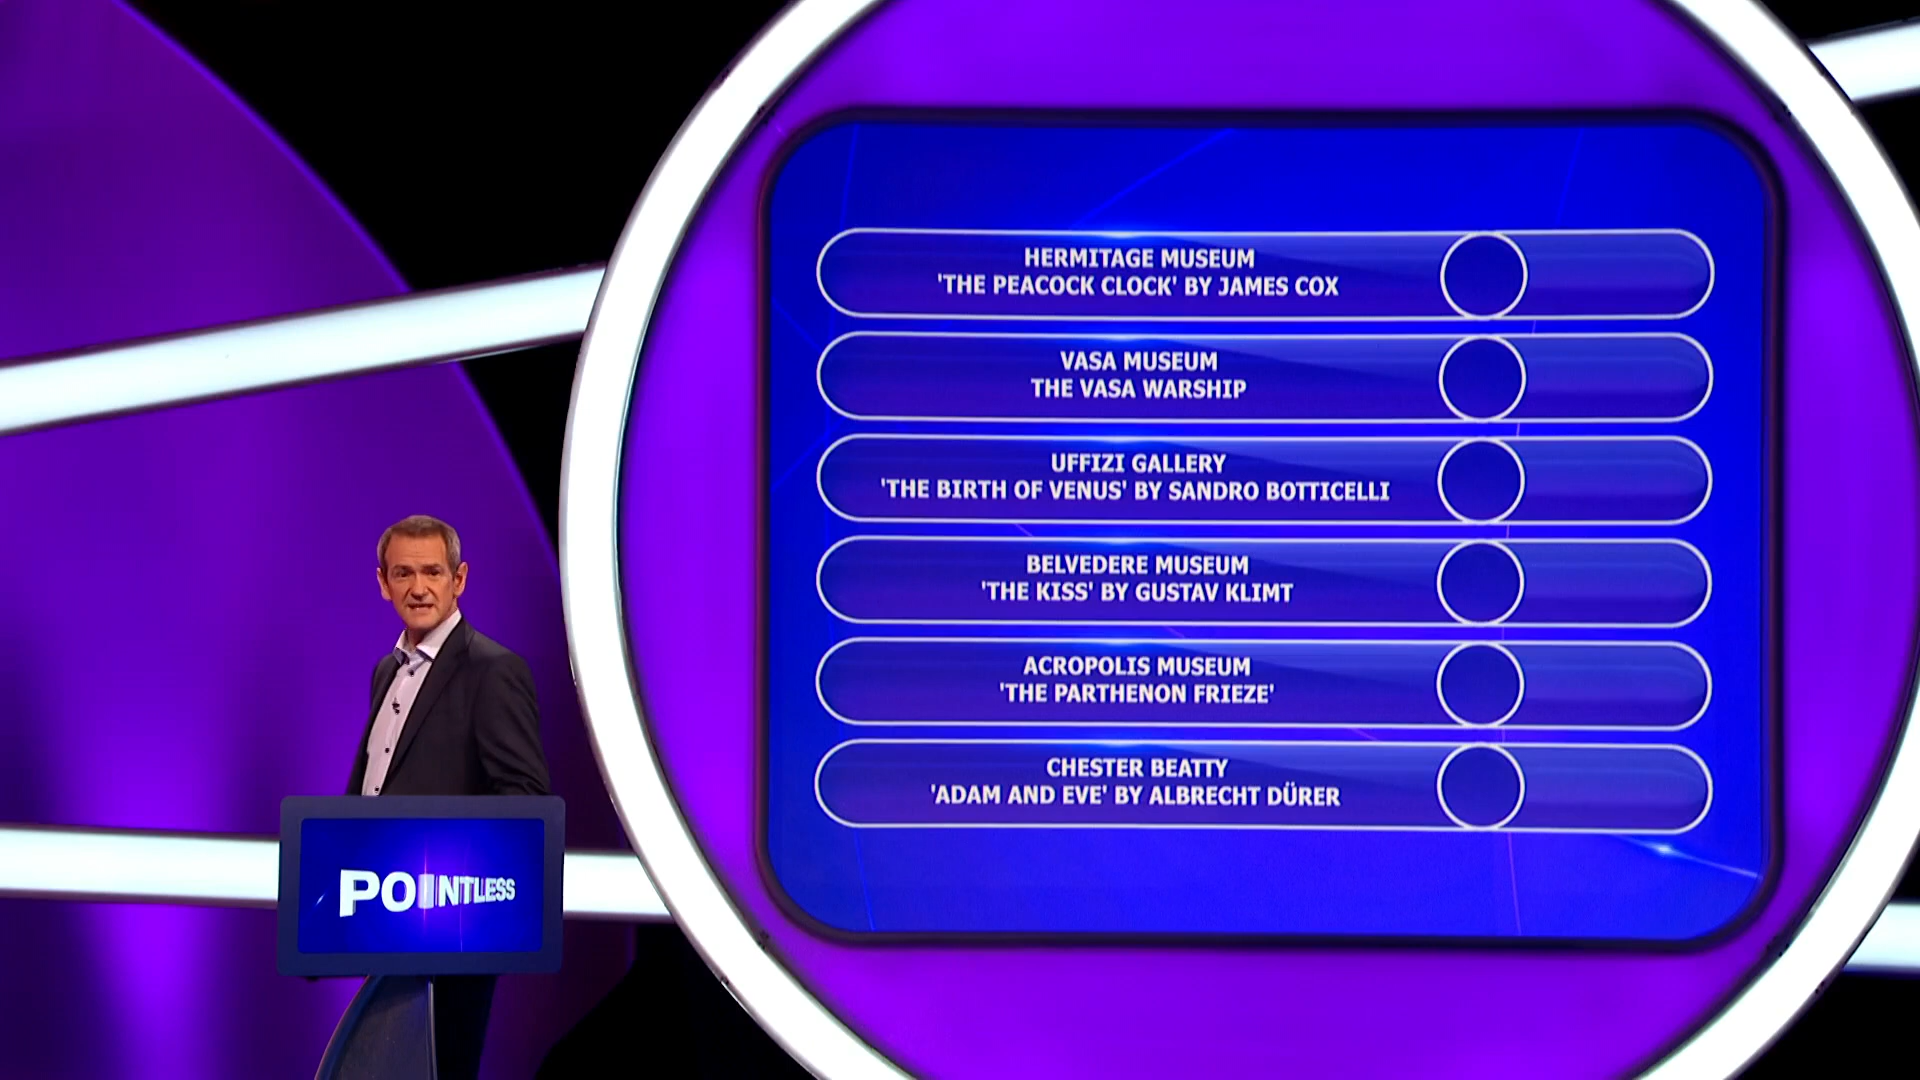 HERMITAGE MUSEUM
'THE PEACOCK CLOCK' BY JAMES COX
VASA MUSEUM
THE VASA WARSHIP
UFFIZI GALLERY
'THE BIRTH OF VENUS' BY SANDRO BOTTICELLI
BELVEDERE MUSEUM
'THE KISS' BY GUSTAV KLIMT
ACROPOLIS MUSEUM
'THE PARTHENON FRIEZE'
CHESTER BEATTY
'ADAM AND EVE' BY ALBRECHT DÜRER
POINTLESS